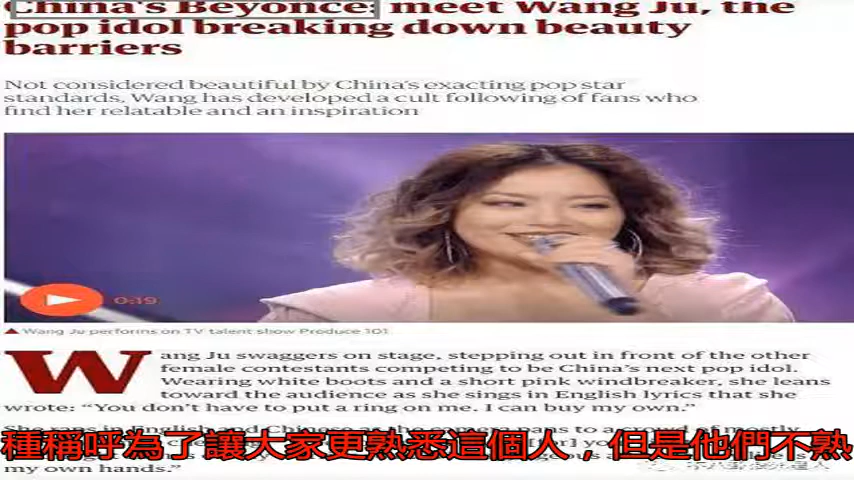 China's Beyoncé: meet Wang Ju, the
pop idol breaking down beauty
barriers
Not considered beautiful by China's exacting pop star
standards, Wang has developed a cult following of fans who
find her relatable and an inspiration
0:19
Wang Ju performs on TV talent show Produce 101
Wang Ju swaggers on stage, stepping out in front of the other
female contestants competing to be China's next pop idol.
Wearing white boots and a short pink windbreaker, she leans
toward the audience as she sings in English lyrics that she
wrote: “You don't have to put a ring on me. I can buy my own.”
種稱呼為了讓大家更熟悉這個人，但是他們不熟
my own hands.”